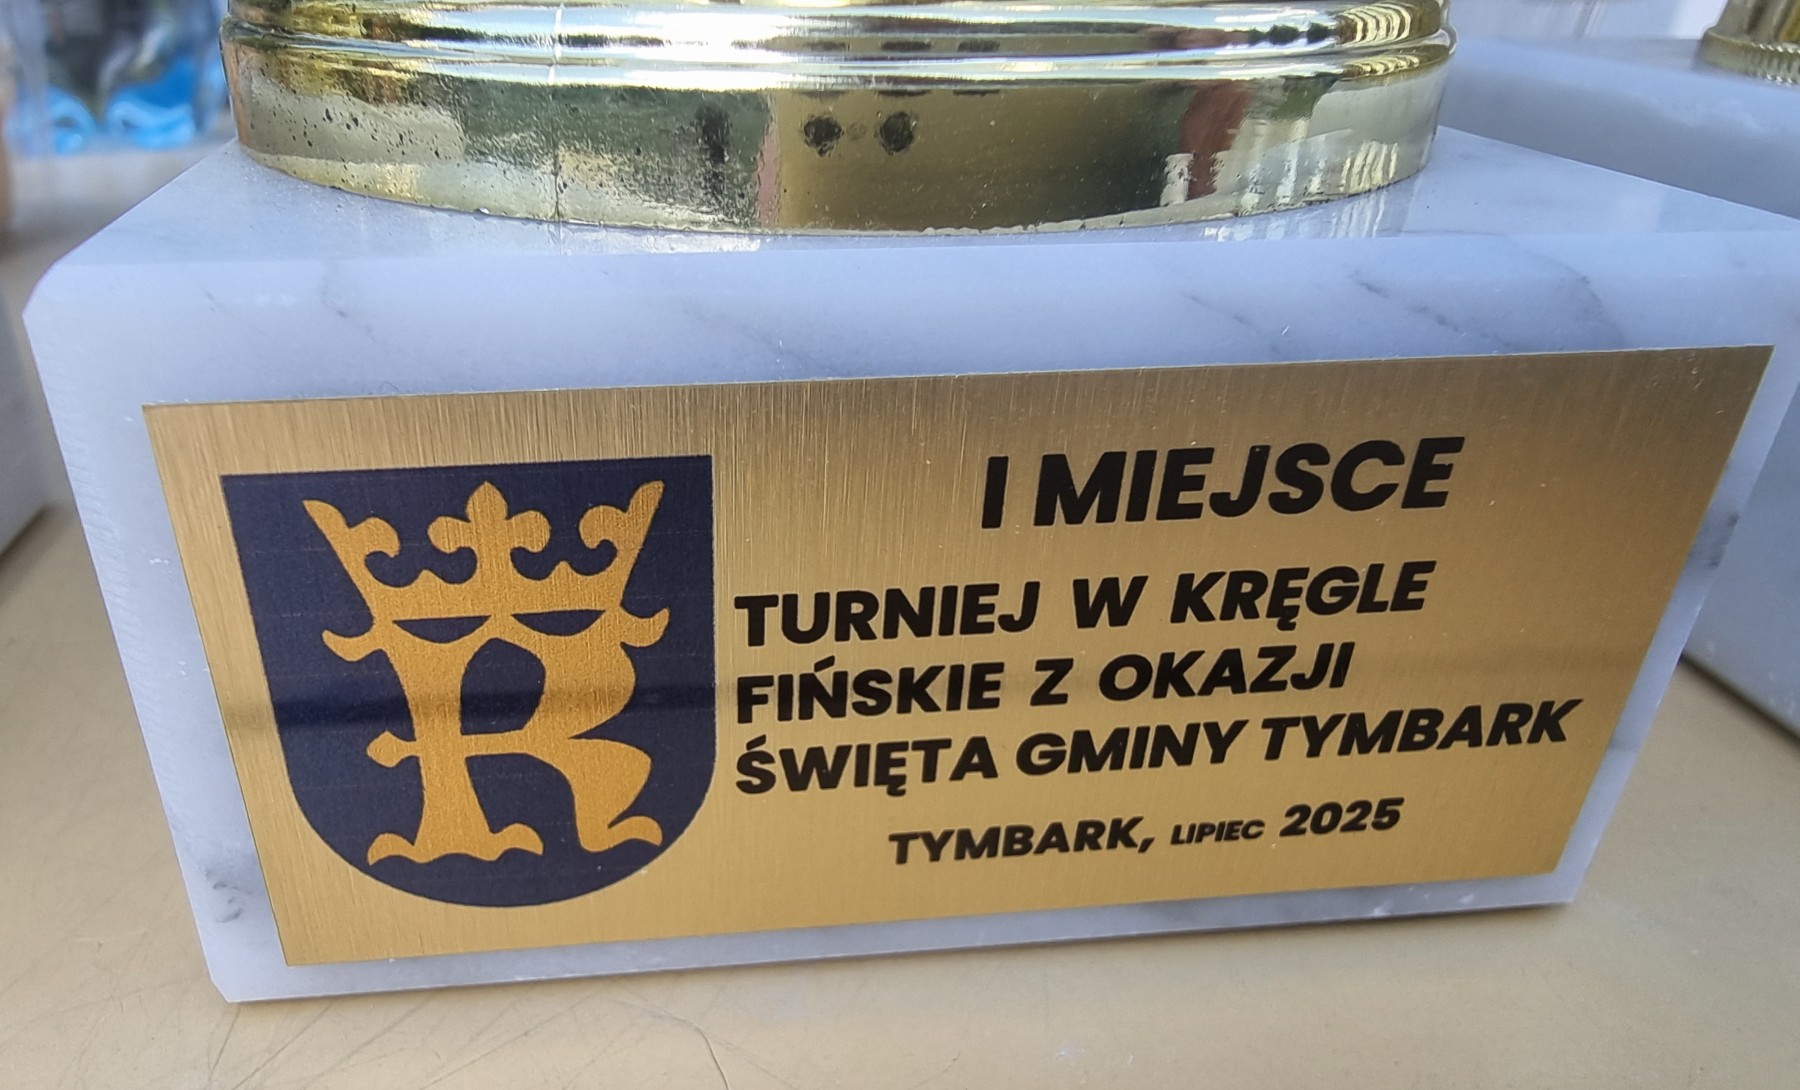 I MIEJSCE
TURNIEJ W KRĘGLE
FIŃSKIE Z OKAZJI
ŚWIĘTA GMINY TYMBARK
TYMBARK, LIPIEC 2025